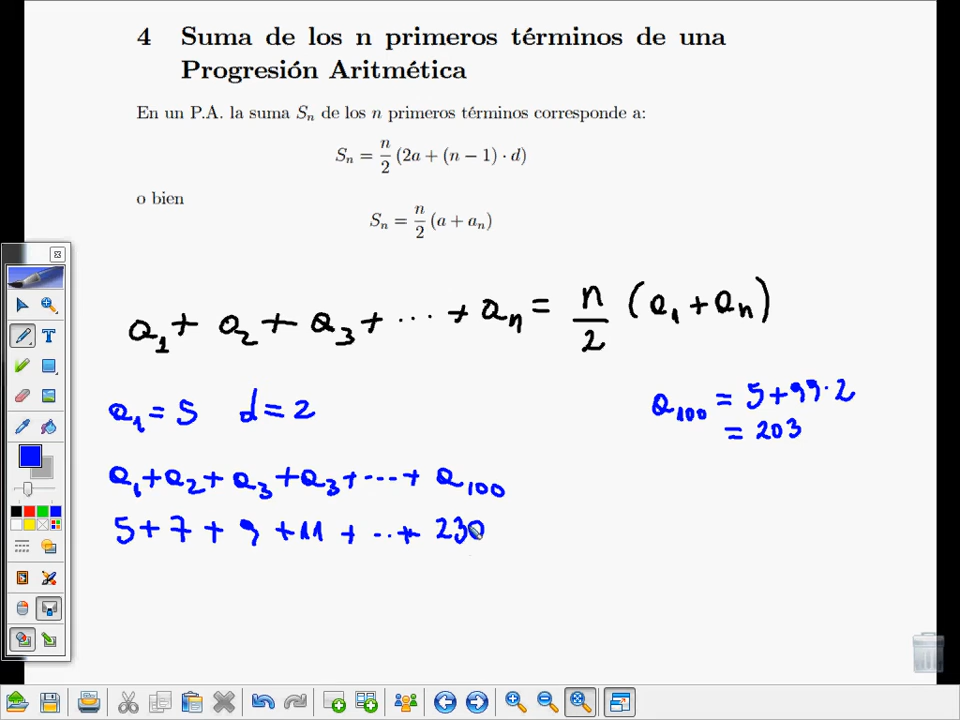 4 Suma de los n primeros términos de una
Progresión Aritmética
En un P.A. la suma Sₙ de los n primeros términos corresponde a:
Sₙ = n/2 (2a + (n − 1) · d)
o bien
Sₙ = n/2 (a + aₙ)
a₁ + a₂ + a₃ + ... + aₙ = n/2 (a₁ + aₙ)
a₁ = 5 d = 2
a₁₀₀ = 5 + 99 · 2
= 203
a₁ + a₂ + a₃ + a₃ + ... + a₁₀₀
5 + 7 + 9 + 11 + ... + 230